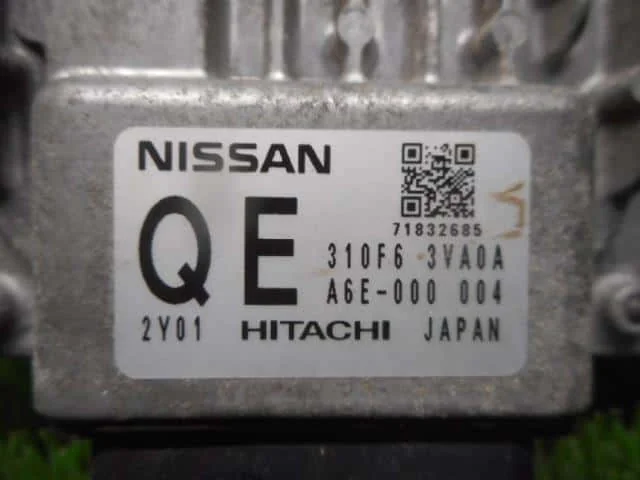 NISSAN
71832685
QE
310F6 3VA0A
A6E-000 004
2Y01 HITACHI JAPAN